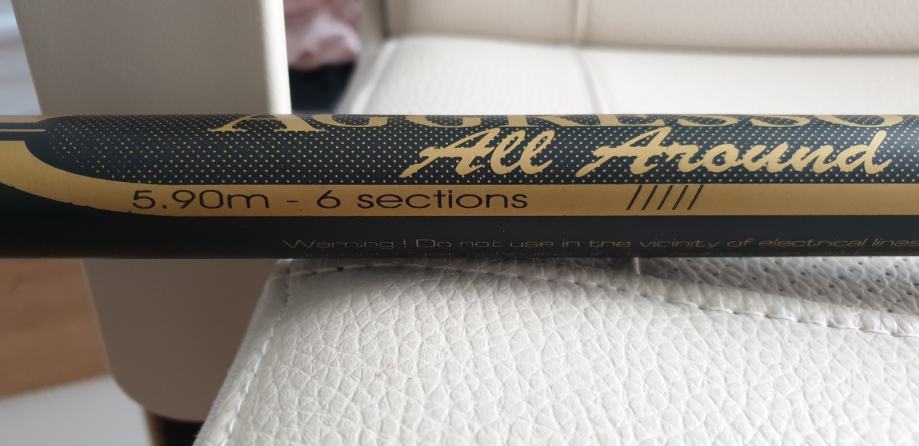 All Around
5.90m - 6 sections /////
Warning ! Do not use in the vicinity of electrical lines